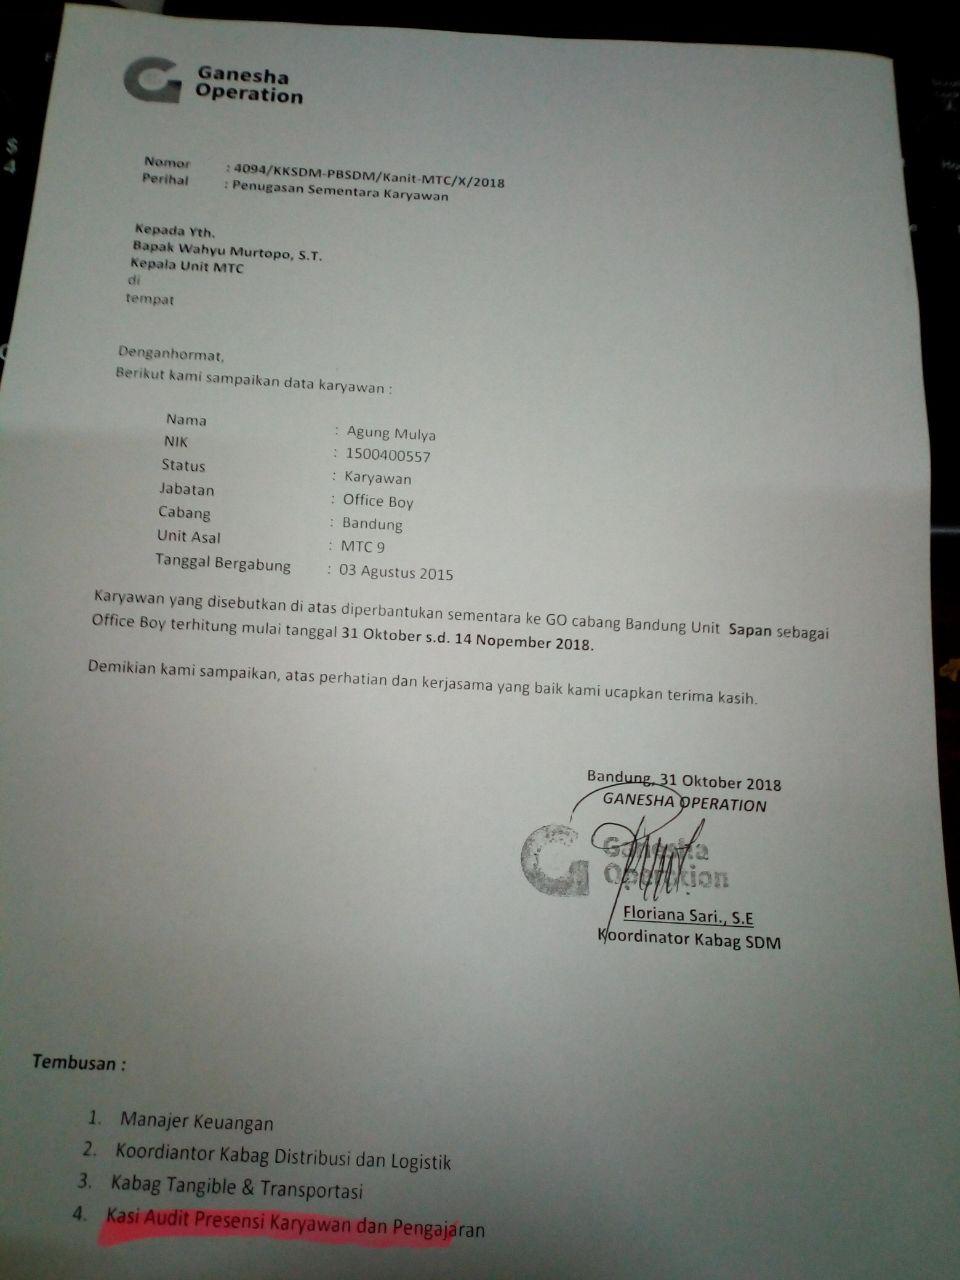 Ganesha
Operation
Nomor : 4094/KKSDM-PBSDM/Kanit-MTC/X/2018
Perihal : Penugasan Sementara Karyawan
Kepada Yth.
Bapak Wahyu Murtopo, S.T.
Kepala Unit MTC
di
tempat
Denganhormat,
Berikut kami sampaikan data karyawan :
Nama : Agung Mulya
NIK : 1500400557
Status : Karyawan
Jabatan : Office Boy
Cabang : Bandung
Unit Asal : MTC 9
Tanggal Bergabung : 03 Agustus 2015
Karyawan yang disebutkan di atas diperbantukan sementara ke GO cabang Bandung Unit Sapan sebagai
Office Boy terhitung mulai tanggal 31 Oktober s.d. 14 Nopember 2018.
Demikian kami sampaikan, atas perhatian dan kerjasama yang baik kami ucapkan terima kasih.
Bandung, 31 Oktober 2018
GANESHA OPERATION
Ganesha
Operation
Floriana Sari., S.E
Koordinator Kabag SDM
Tembusan :
1. Manajer Keuangan
2. Koordiantor Kabag Distribusi dan Logistik
3. Kabag Tangible & Transportasi
4. Kasi Audit Presensi Karyawan dan Pengajaran